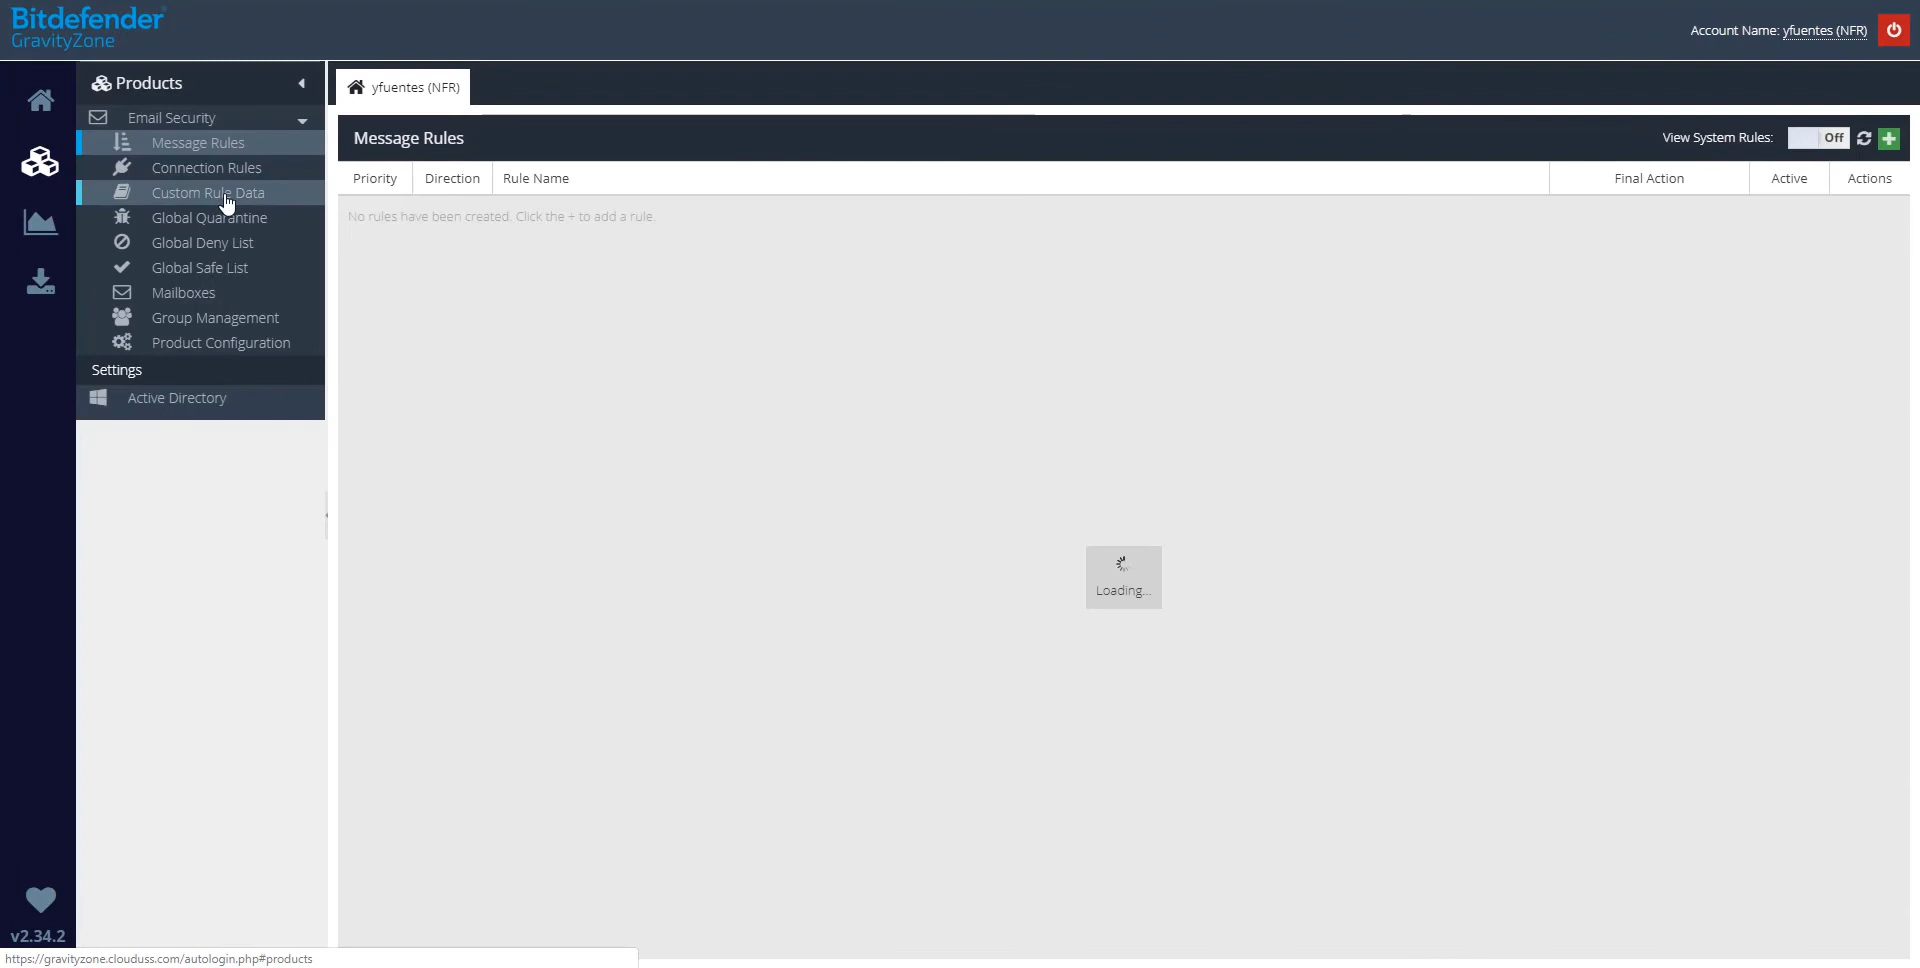 Bitdefender
GravityZone
Account Name: yfuentes (NFR)
Products
yfuentes (NFR)
Email Security
Message Rules
Connection Rules
Custom Rule Data
Global Quarantine
Global Deny List
Global Safe List
Mailboxes
Group Management
Product Configuration
Settings
Active Directory
Message Rules
View System Rules: Off
Priority Direction Rule Name Final Action Active Actions
No rules have been created. Click the + to add a rule.
Loading...
v2.34.2
https://gravityzone.clouduss.com/autologin.php#products